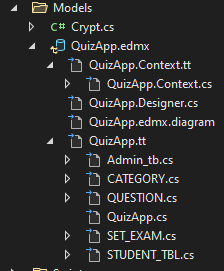 Models
Crypt.cs
QuizApp.edmx
QuizApp.Context.tt
QuizApp.Context.cs
QuizApp.Designer.cs
QuizApp.edmx.diagram
QuizApp.tt
Admin_tb.cs
CATEGORY.cs
QUESTION.cs
QuizApp.cs
SET_EXAM.cs
STUDENT_TBL.cs